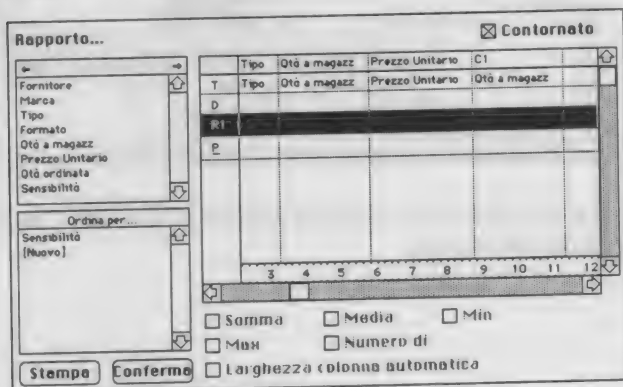 Rapporto...
Contornato
Fornitore
Marca
Tipo
Formato
Qtà a magazz
Prezzo Unitario
Qtà ordinata
Sensibilità
Ordina per...
Sensibilità
[Nuovo]
Stampa
Conferma
Tipo Qtà a magazz Prezzo Unitario C1
T Tipo Qtà a magazz Prezzo Unitario Qtà a magazz
D
R1
P
3 4 5 6 7 8 9 10 11 12
Somma Media Min
Max Numero di
Larghezza colonna automatica